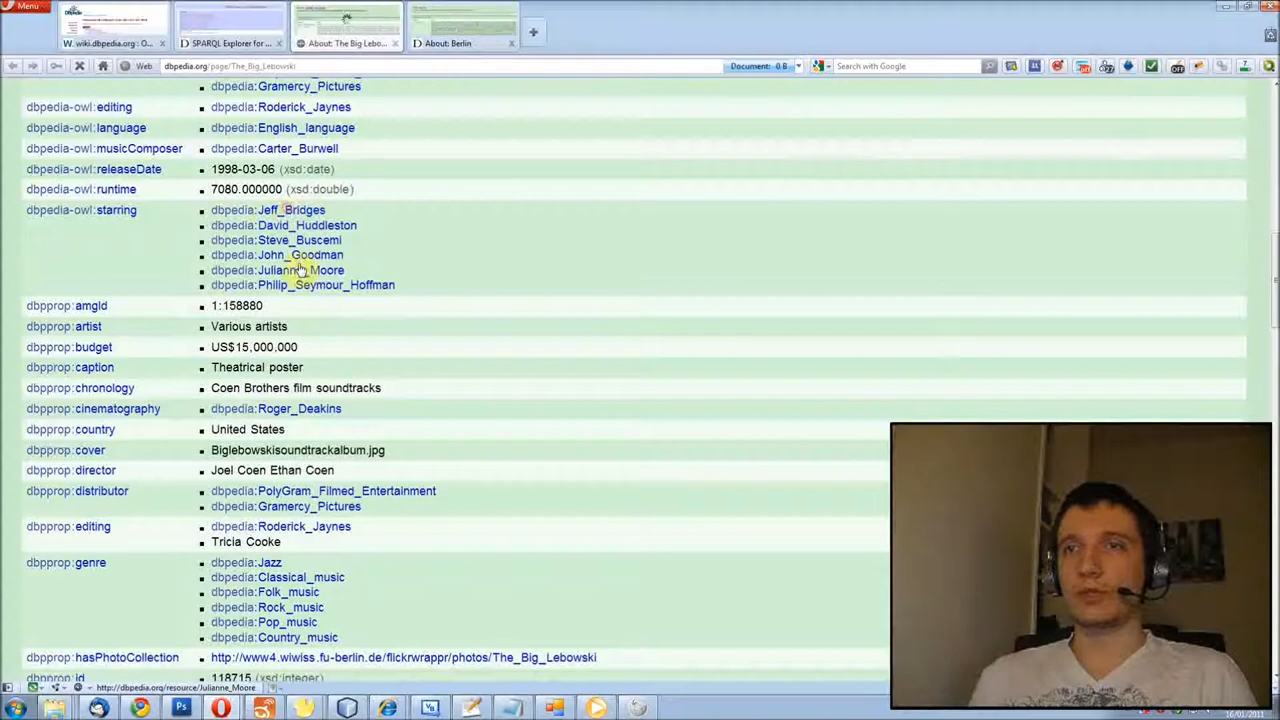 Menu
W wiki.dbpedia.org : O...
D SPARQL Explorer for ...
About: The Big Lebo...
D About: Berlin
Web dbpedia.org/page/The_Big_Lebowski
Document: 0 B
Search with Google
dbpedia:Gramercy_Pictures
dbpedia-owl:editing dbpedia:Roderick_Jaynes
dbpedia-owl:language dbpedia:English_language
dbpedia-owl:musicComposer dbpedia:Carter_Burwell
dbpedia-owl:releaseDate 1998-03-06 (xsd:date)
dbpedia-owl:runtime 7080.000000 (xsd:double)
dbpedia-owl:starring dbpedia:Jeff_Bridges
dbpedia:David_Huddleston
dbpedia:Steve_Buscemi
dbpedia:John_Goodman
dbpedia:Julianne_Moore
dbpedia:Philip_Seymour_Hoffman
dbpprop:amgId 1:158880
dbpprop:artist Various artists
dbpprop:budget US$15,000,000
dbpprop:caption Theatrical poster
dbpprop:chronology Coen Brothers film soundtracks
dbpprop:cinematography dbpedia:Roger_Deakins
dbpprop:country United States
dbpprop:cover Biglebowskisoundtrackalbum.jpg
dbpprop:director Joel Coen Ethan Coen
dbpprop:distributor dbpedia:PolyGram_Filmed_Entertainment
dbpedia:Gramercy_Pictures
dbpprop:editing dbpedia:Roderick_Jaynes
Tricia Cooke
dbpprop:genre dbpedia:Jazz
dbpedia:Classical_music
dbpedia:Folk_music
dbpedia:Rock_music
dbpedia:Pop_music
dbpedia:Country_music
dbpprop:hasPhotoCollection http://www4.wiwiss.fu-berlin.de/flickrwrappr/photos/The_Big_Lebowski
dbpprop:id 118715 (xsd:integer)
http://dbpedia.org/resource/Julianne_Moore
16/01/2011